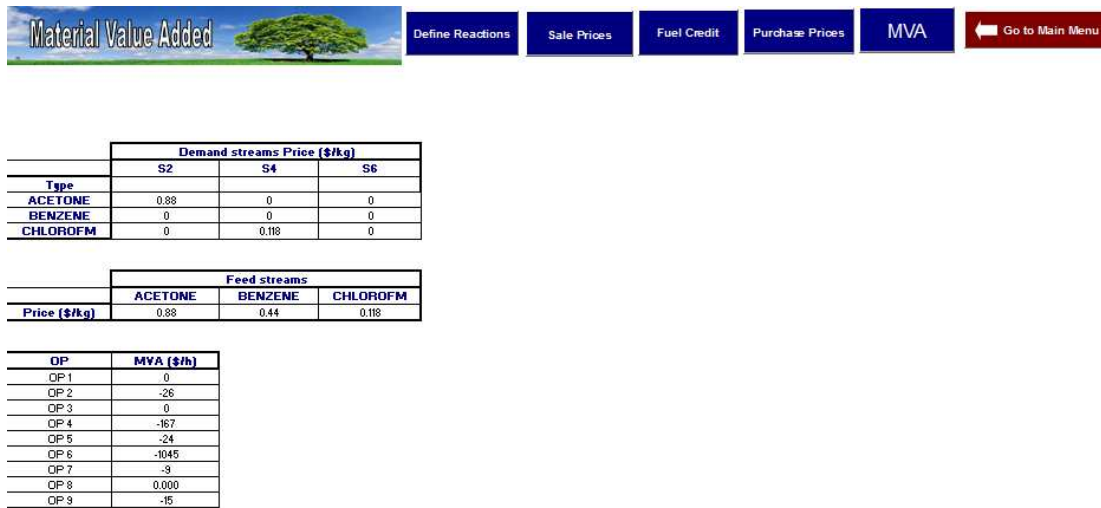 Material Value Added Define Reactions Sale Prices Fuel Credit Purchase Prices MVA Go to Main Menu
Demand streams Price ($/kg)
S2 S4 S6
Type
ACETONE 0.88 0 0
BENZENE 0 0 0
CHLOROFM 0 0.118 0
Feed streams
ACETONE BENZENE CHLOROFM
Price ($/kg) 0.88 0.44 0.118
OP MVA ($/h)
OP 1 0
OP 2 -26
OP 3 0
OP 4 -167
OP 5 -24
OP 6 -1045
OP 7 -9
OP 8 0.000
OP 9 -15